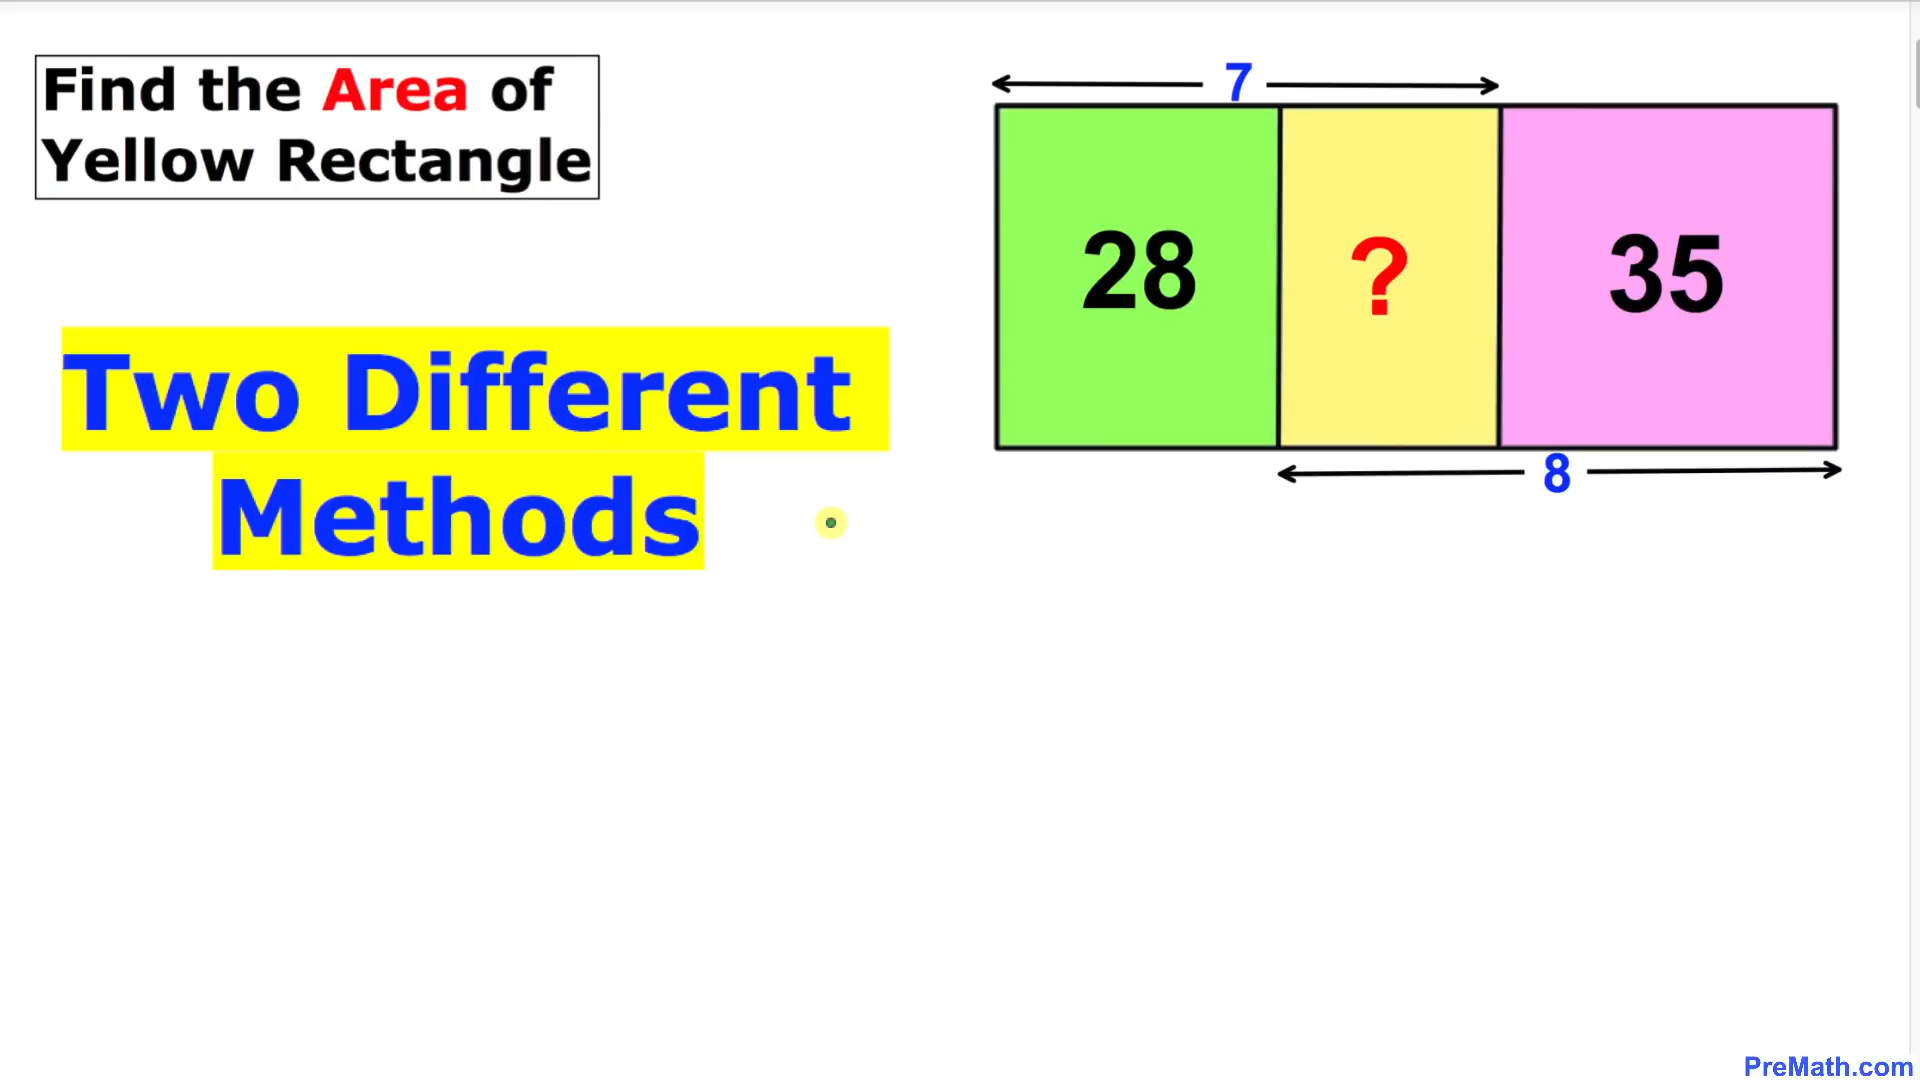 Find the Area of
Yellow Rectangle
Two Different
Methods
7
28
?
35
8
PreMath.com